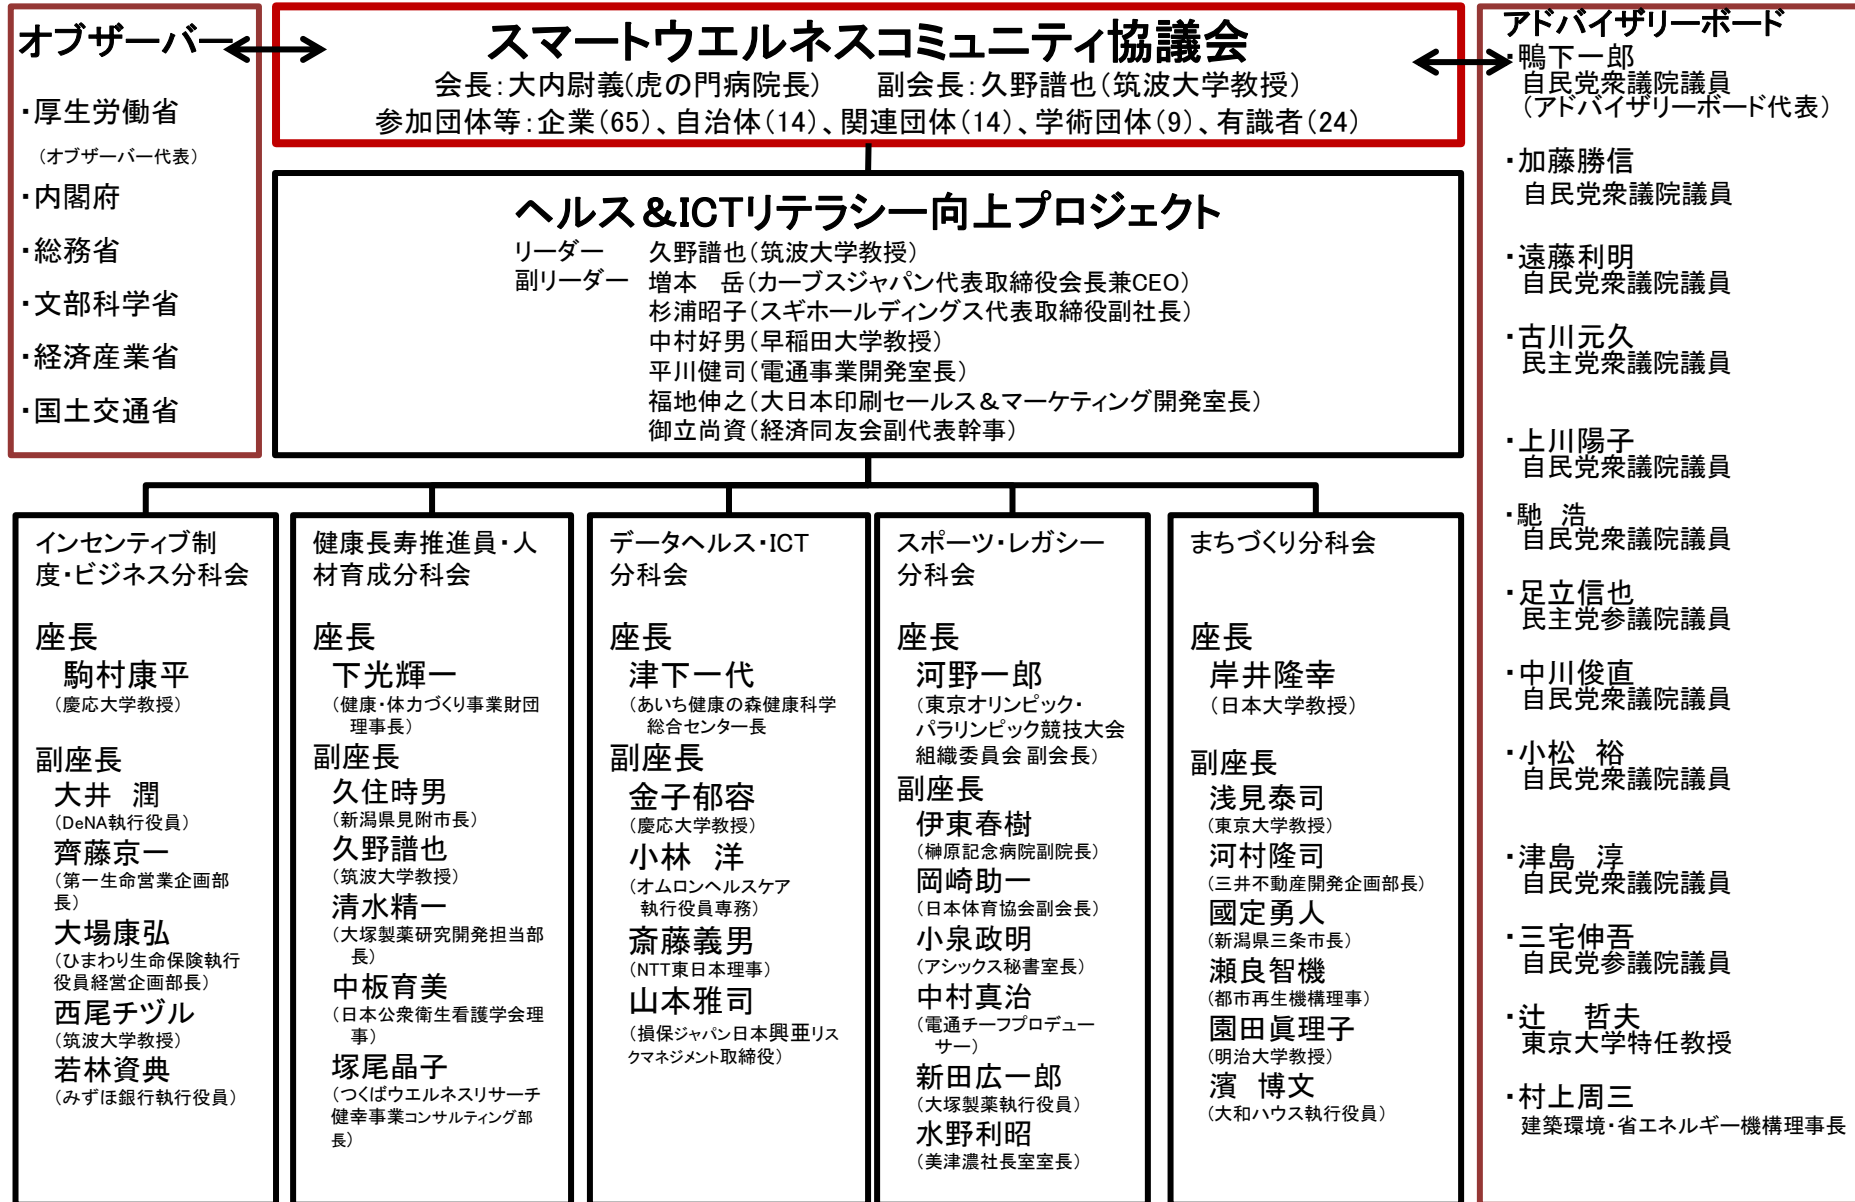 オブザーバー
・厚生労働省
(オブザーバー代表)
・内閣府
・総務省
・文部科学省
・経済産業省
・国土交通省
スマートウエルネスコミュニティ協議会
会長:大内尉義(虎の門病院長) 副会長:久野譜也(筑波大学教授)
参加団体等:企業(65)、自治体(14)、関連団体(14)、学術団体(9)、有識者(24)
ヘルス&ICTリテラシー向上プロジェクト
リーダー 久野譜也(筑波大学教授)
副リーダー 増本 岳(カーブスジャパン代表取締役会長兼CEO)
杉浦昭子(スギホールディングス代表取締役副社長)
中村好男(早稲田大学教授)
平川健司(電通事業開発室長)
福地伸之(大日本印刷セールス&マーケティング開発室長)
御立尚資(経済同友会副代表幹事)
アドバイザリーボード
・鴨下一郎
自民党衆議院議員
(アドバイザリーボード代表)
・加藤勝信
自民党衆議院議員
・遠藤利明
自民党衆議院議員
・古川元久
民主党衆議院議員
・上川陽子
自民党衆議院議員
・馳 浩
自民党衆議院議員
・足立信也
民主党参議院議員
・中川俊直
自民党衆議院議員
・小松 裕
自民党衆議院議員
・津島 淳
自民党衆議院議員
・三宅伸吾
自民党参議院議員
・辻 哲夫
東京大学特任教授
・村上周三
建築環境・省エネルギー機構理事長
インセンティブ制
度・ビジネス分科会
座長
駒村康平
(慶応大学教授)
副座長
大井 潤
(DeNA執行役員)
齊藤京一
(第一生命営業企画部
長)
大場康弘
(ひまわり生命保険執行
役員経営企画部長)
西尾チヅル
(筑波大学教授)
若林資典
(みずほ銀行執行役員)
健康長寿推進員・人
材育成分科会
座長
下光輝一
(健康・体力づくり事業財団
理事長)
副座長
久住時男
(新潟県見附市長)
久野譜也
(筑波大学教授)
清水精一
(大塚製薬研究開発担当部
長)
中板育美
(日本公衆衛生看護学会理
事)
塚尾晶子
(つくばウエルネスリサーチ
健幸事業コンサルティング部
長)
データヘルス・ICT
分科会
座長
津下一代
(あいち健康の森健康科学
総合センター長
副座長
金子郁容
(慶応大学教授)
小林 洋
(オムロンヘルスケア
執行役員専務)
斎藤義男
(NTT東日本理事)
山本雅司
(損保ジャパン日本興亜リス
クマネジメント取締役)
スポーツ・レガシー
分科会
座長
河野一郎
(東京オリンピック・
パラリンピック競技大会
組織委員会 副会長)
副座長
伊東春樹
(榊原記念病院副院長)
岡崎助一
(日本体育協会副会長)
小泉政明
(アシックス秘書室長)
中村真治
(電通チーフプロデュー
サー)
新田広一郎
(大塚製薬執行役員)
水野利昭
(美津濃社長室室長)
まちづくり分科会
座長
岸井隆幸
(日本大学教授)
副座長
浅見泰司
(東京大学教授)
河村隆司
(三井不動産開発企画部長)
國定勇人
(新潟県三条市長)
瀬良智機
(都市再生機構理事)
園田眞理子
(明治大学教授)
濱 博文
(大和ハウス執行役員)